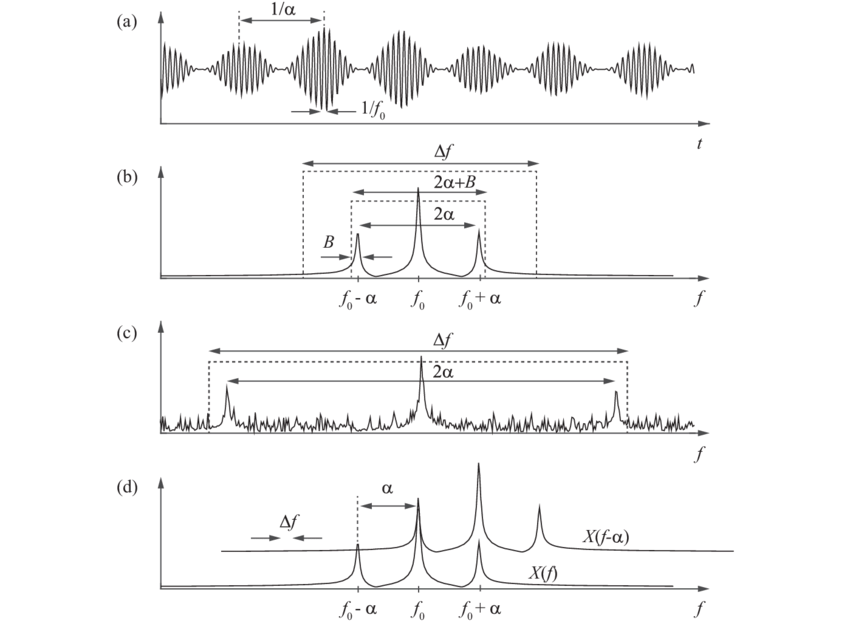 (a)
1/α
1/f₀
t
(b)
Δf
2α+B
2α
B
f₀ - α
f₀
f₀ + α
f
(c)
Δf
2α
f
(d)
α
Δf
X(f-α)
X(f)
f₀ - α
f₀
f₀ + α
f